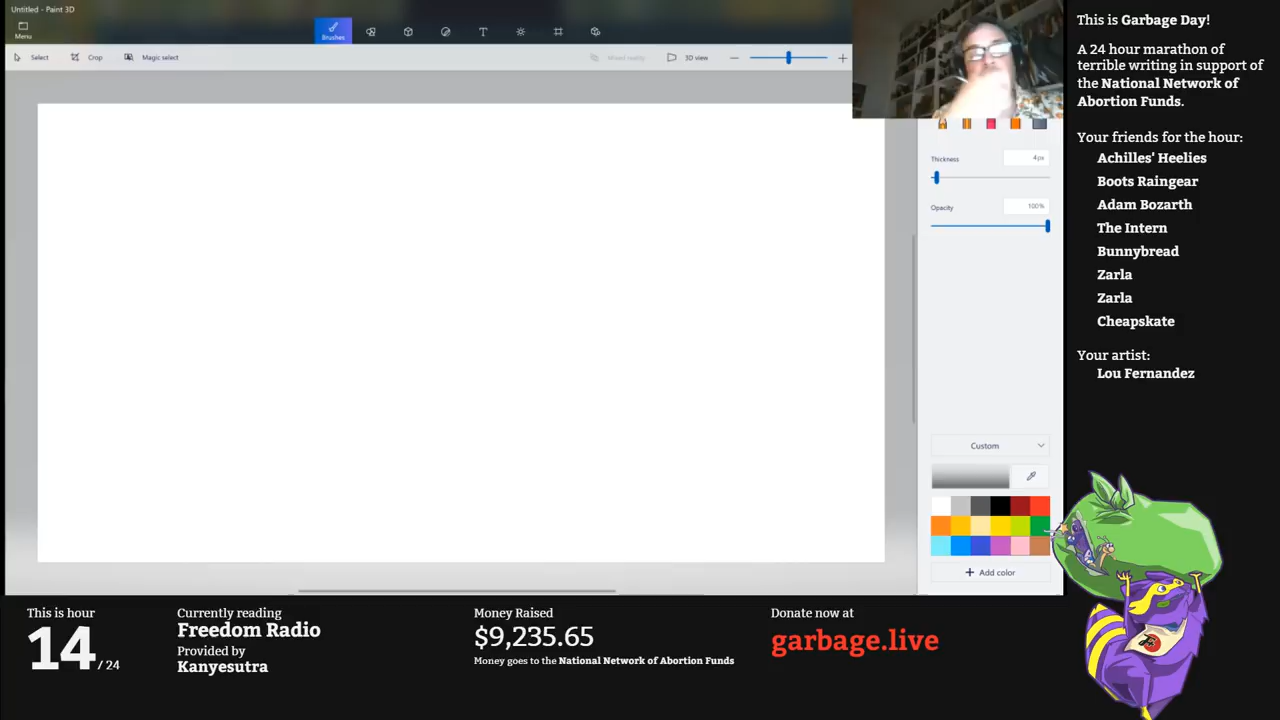 Untitled - Paint 3D
Menu
Brushes
Select
Crop
Magic select
Mixed reality
3D view
Thickness
4px
Opacity
100%
Custom
+ Add color
This is Garbage Day!
A 24 hour marathon of
terrible writing in support of
the National Network of
Abortion Funds.
Your friends for the hour:
Achilles' Heelies
Boots Raingear
Adam Bozarth
The Intern
Bunnybread
Zarla
Zarla
Cheapskate
Your artist:
Lou Fernandez
This is hour
14 / 24
Currently reading
Freedom Radio
Provided by
Kanyesutra
Money Raised
$9,235.65
Money goes to the National Network of Abortion Funds
Donate now at
garbage.live